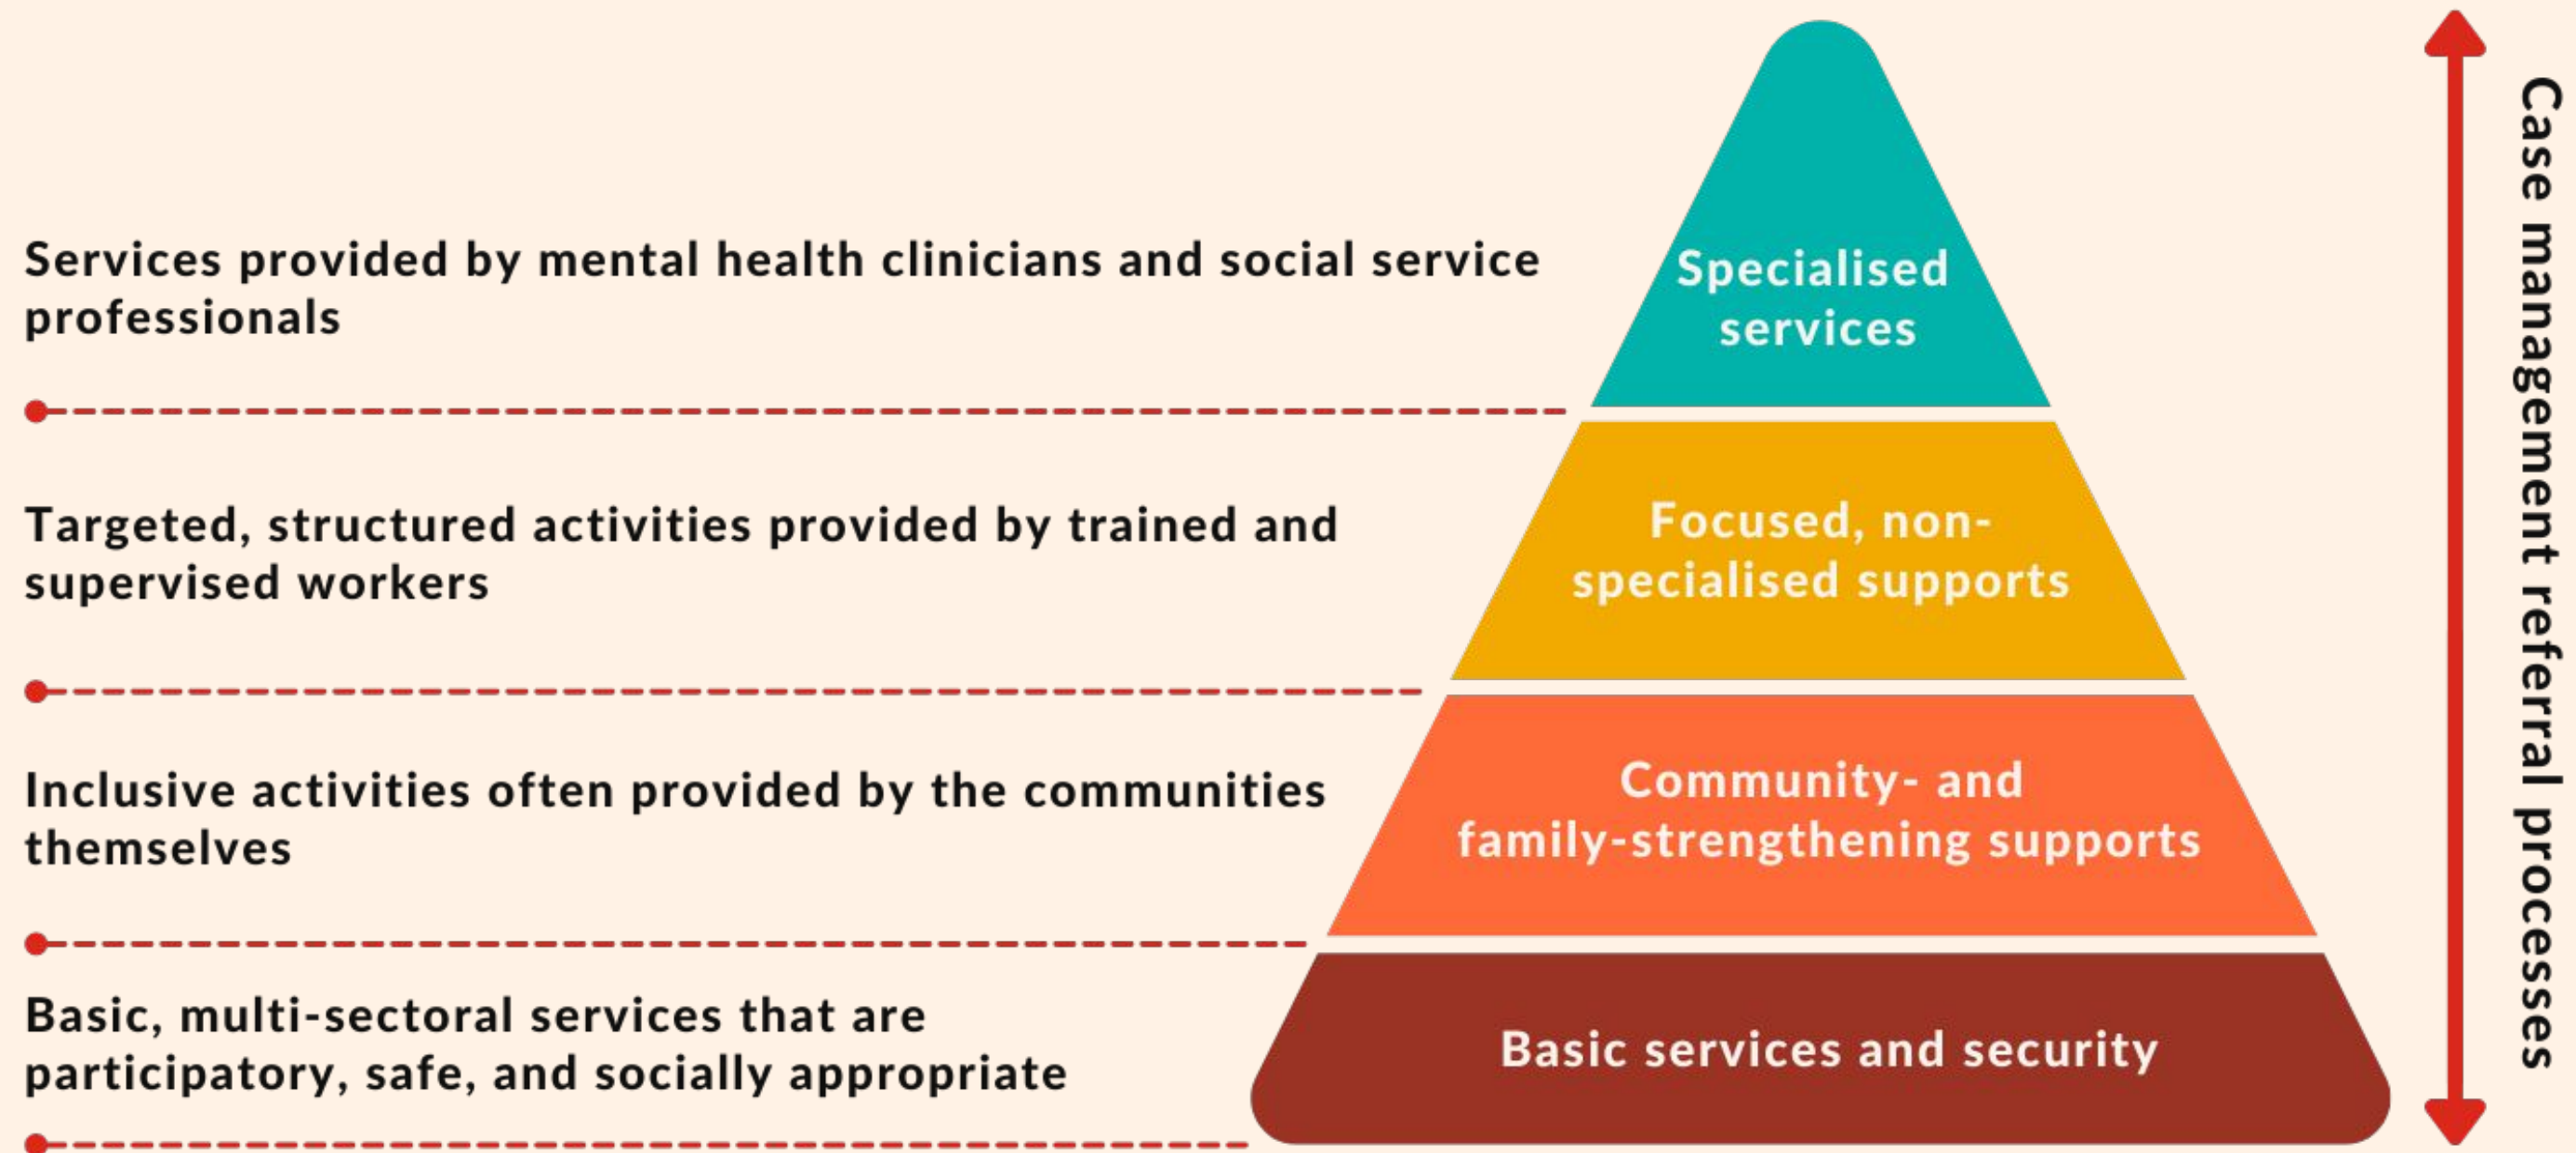 Services provided by mental health clinicians and social service
professionals
Specialised
services
Targeted, structured activities provided by trained and
supervised workers
Focused, non-
specialised supports
Inclusive activities often provided by the communities
themselves
Community- and
family-strengthening supports
Basic, multi-sectoral services that are
participatory, safe, and socially appropriate
Basic services and security
Case management referral processes